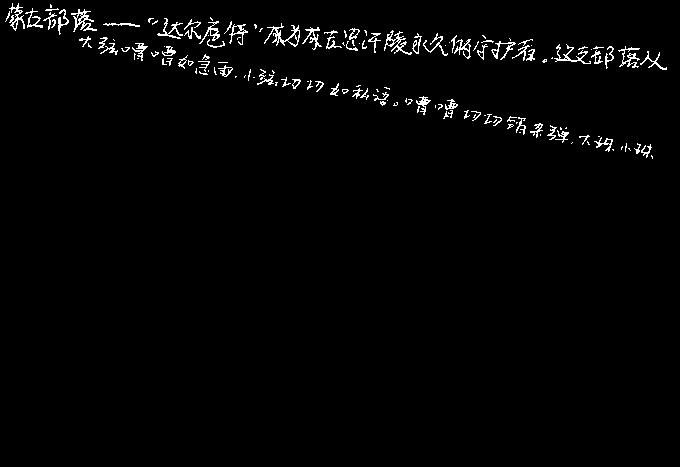 蒙古部落——“达尔扈特”成为成吉思汗陵永久的守护者。这支部落从
大弦嘈嘈如急雨,小弦切切如私语。嘈嘈切切错杂弹,大珠小珠